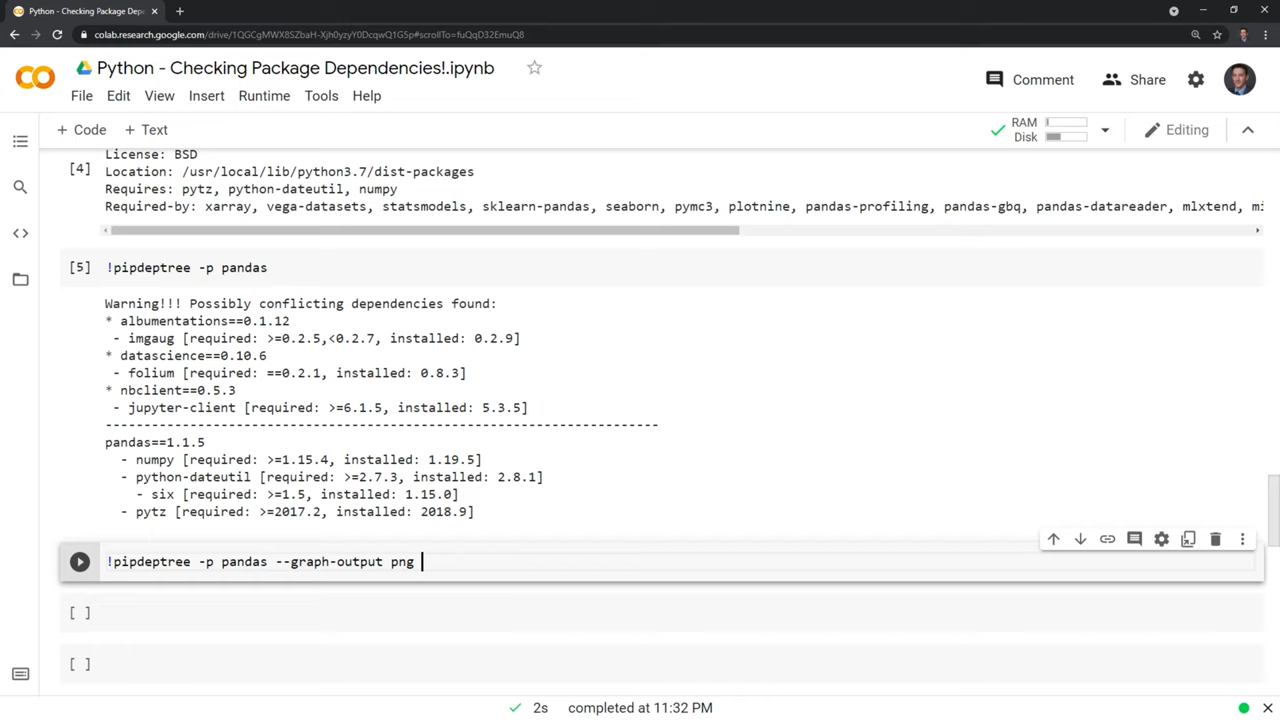 Python - Checking Package Depe
colab.research.google.com/drive/1QGCgMWX8SZbaH-Xjh0yzyY0DcqwQ1G5p#scrollTo=fuQqD32EmuQ8
Python - Checking Package Dependencies!.ipynb
Comment
Share
File Edit View Insert Runtime Tools Help
+ Code + Text
RAM
Disk
Editing
License: BSD
[4]
Location: /usr/local/lib/python3.7/dist-packages
Requires: pytz, python-dateutil, numpy
Required-by: xarray, vega-datasets, statsmodels, sklearn-pandas, seaborn, pymc3, plotnine, pandas-profiling, pandas-gbq, pandas-datareader, mlxtend, mi
[5] !pipdeptree -p pandas
Warning!!! Possibly conflicting dependencies found:
* albumentations==0.1.12
- imgaug [required: >=0.2.5,<0.2.7, installed: 0.2.9]
* datascience==0.10.6
- folium [required: ==0.2.1, installed: 0.8.3]
* nbclient==0.5.3
- jupyter-client [required: >=6.1.5, installed: 5.3.5]
------------------------------------------------------------------------
pandas==1.1.5
- numpy [required: >=1.15.4, installed: 1.19.5]
- python-dateutil [required: >=2.7.3, installed: 2.8.1]
- six [required: >=1.5, installed: 1.15.0]
- pytz [required: >=2017.2, installed: 2018.9]
!pipdeptree -p pandas --graph-output png
[ ]
[ ]
2s completed at 11:32 PM